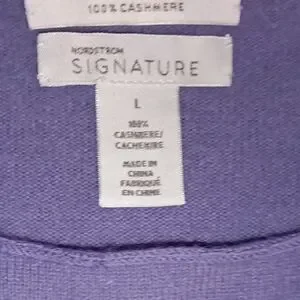 100% CASHMERE
NORDSTROM
SIGNATURE
L
100%
CASHMERE/
CACHEMIRE
MADE IN
CHINA
FABRIQUÉ
EN CHINE